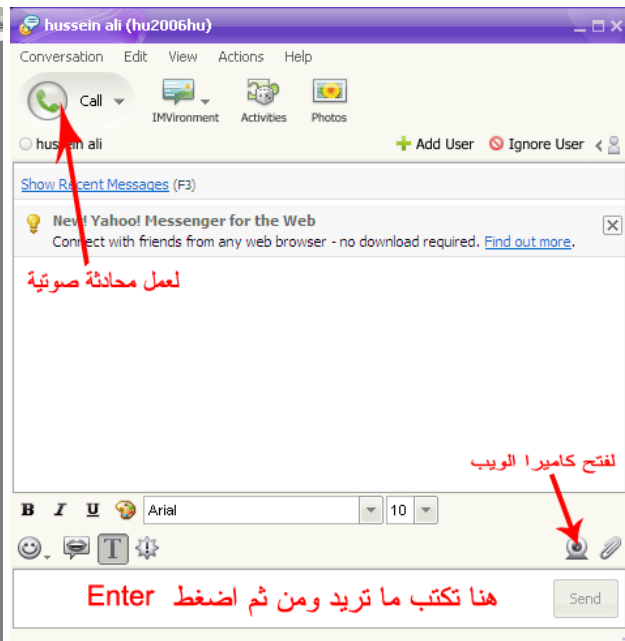 hussein ali (hu2006hu)
Conversation Edit View Actions Help
Call
IMVironment Activities Photos
hussein ali Add User Ignore User
Show Recent Messages (F3)
New! Yahoo! Messenger for the Web
Connect with friends from any web browser - no download required. Find out more.
لعمل محادثة صوتية
لفتح كاميرا الويب
B I U Arial 10
T
هنا تكتب ما تريد ومن ثم اضغط Enter
Send